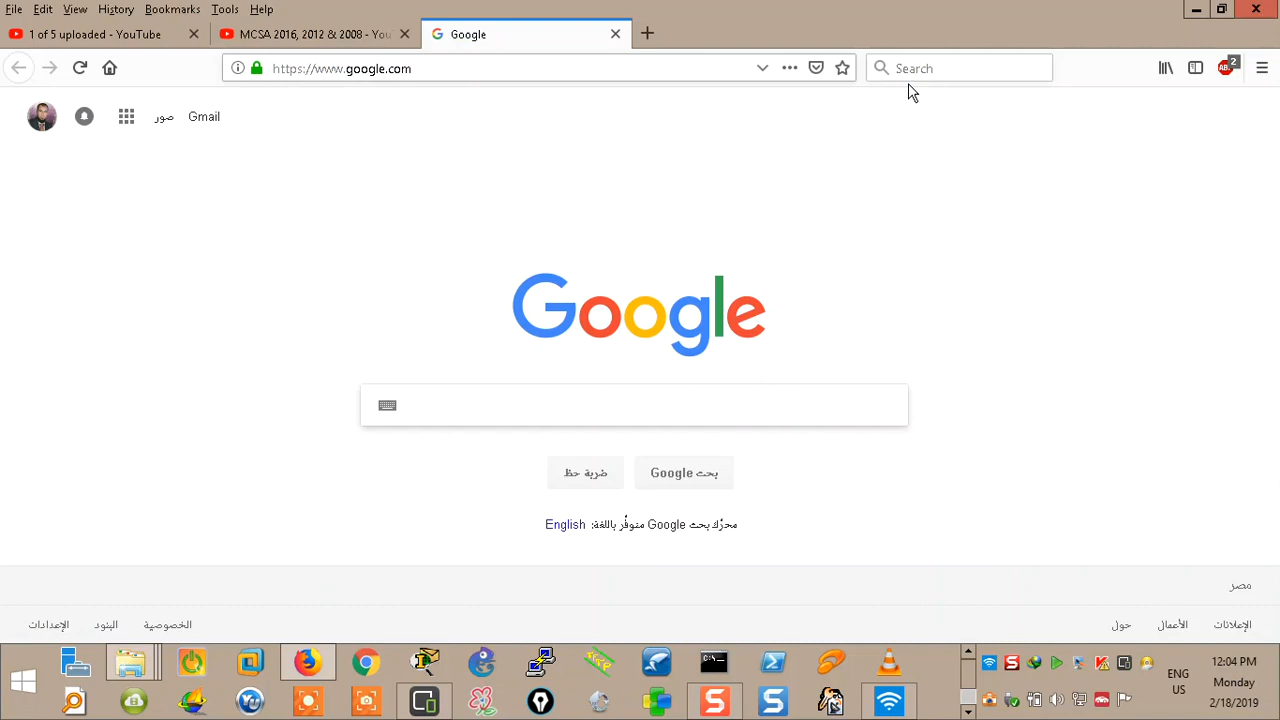 File Edit View History Bookmarks Tools Help
1 of 5 uploaded - YouTube
MCSA 2016, 2012 & 2008 - You
Google
https://www.google.com
Search
ABP 2
صور Gmail
Google
بحث Google
ضربة حظ
محرّك بحث Google متوفّر باللغة: English
مصر
الإعلانات الأعمال حول
الخصوصية البنود الإعدادات
12:04 PM
ENG Monday
US
2/18/2019